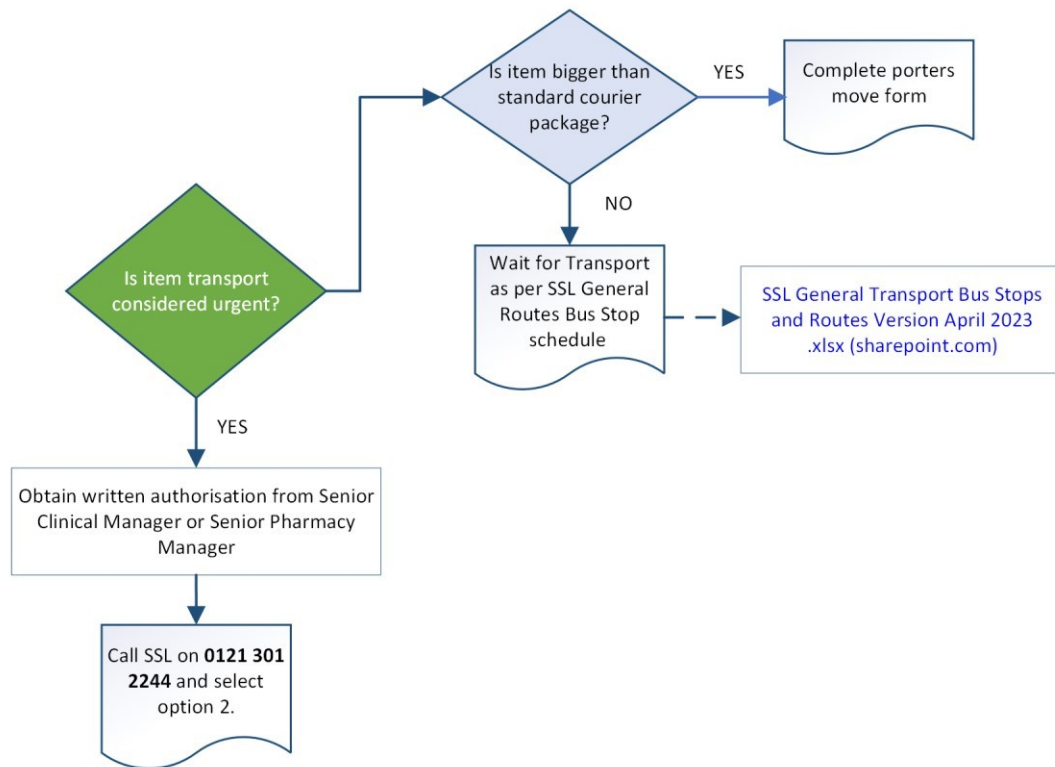 Is item bigger than
standard courier
package?
YES
Complete porters
move form
NO
Is item transport
considered urgent?
Wait for Transport
as per SSL General
Routes Bus Stop
schedule
SSL General Transport Bus Stops
and Routes Version April 2023
.xlsx (sharepoint.com)
YES
Obtain written authorisation from Senior
Clinical Manager or Senior Pharmacy
Manager
Call SSL on 0121 301
2244 and select
option 2.